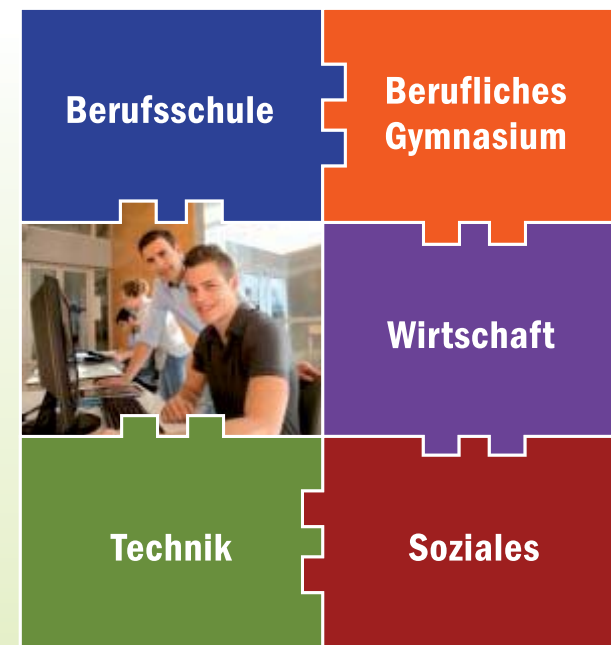 Berufsschule
Berufliches
Gymnasium
Wirtschaft
Technik
Soziales